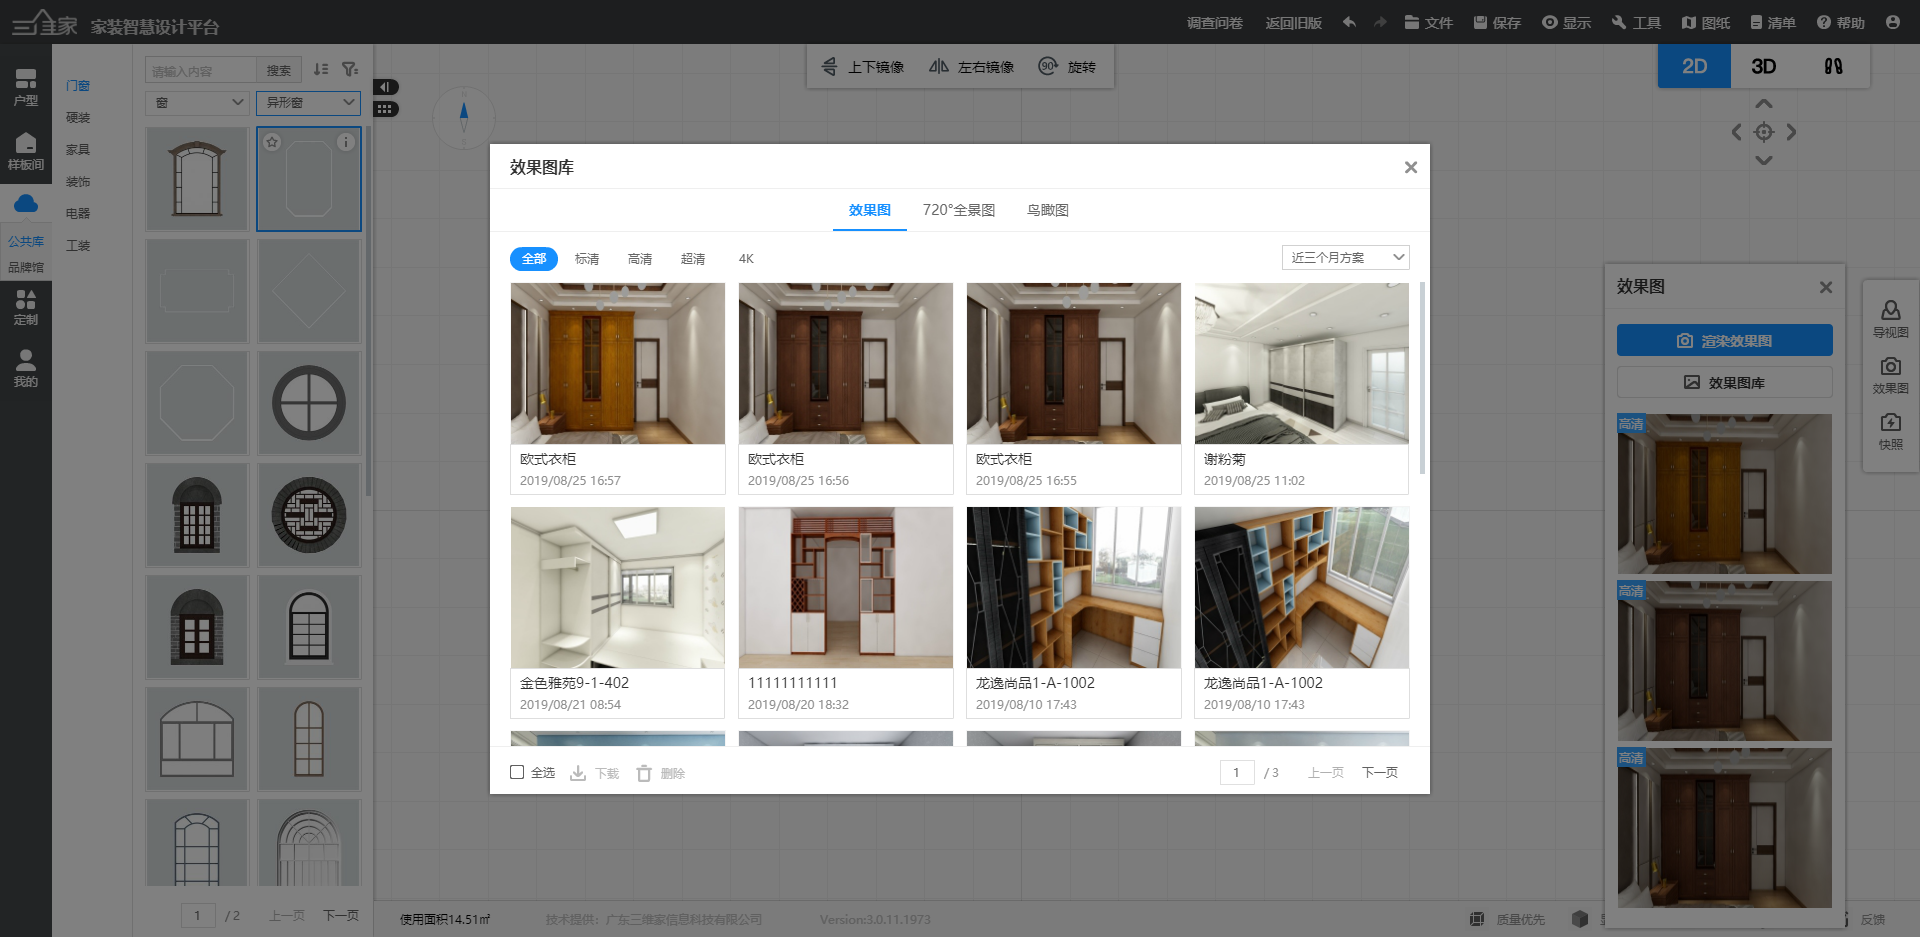 三维家 家装智慧设计平台
调查问卷 返回旧版 文件 保存 显示 工具 图纸 清单 帮助
户型
样板间
公共库
品牌馆
定制
我的
门窗
硬装
家具
装饰
电器
工装
请输入内容 搜索
窗 异形窗
1 / 2 上一页 下一页
上下镜像 左右镜像 90° 旋转
2D 3D
效果图库
效果图 720°全景图 鸟瞰图
全部 标清 高清 超清 4K 近三个月方案
欧式衣柜 欧式衣柜 欧式衣柜 谢粉菊
2019/08/25 16:57 2019/08/25 16:56 2019/08/25 16:55 2019/08/25 11:02
金色雅苑9-1-402 11111111111 龙逸尚品1-A-1002 龙逸尚品1-A-1002
2019/08/21 08:54 2019/08/20 18:32 2019/08/10 17:43 2019/08/10 17:43
全选 下载 删除 1 / 3 上一页 下一页
效果图
渲染效果图
效果图库
高清
高清
高清
导视图
效果图
快照
使用面积14.51㎡ 技术提供：广东三维家信息科技有限公司 Version:3.0.11.1973 质量优先 反馈